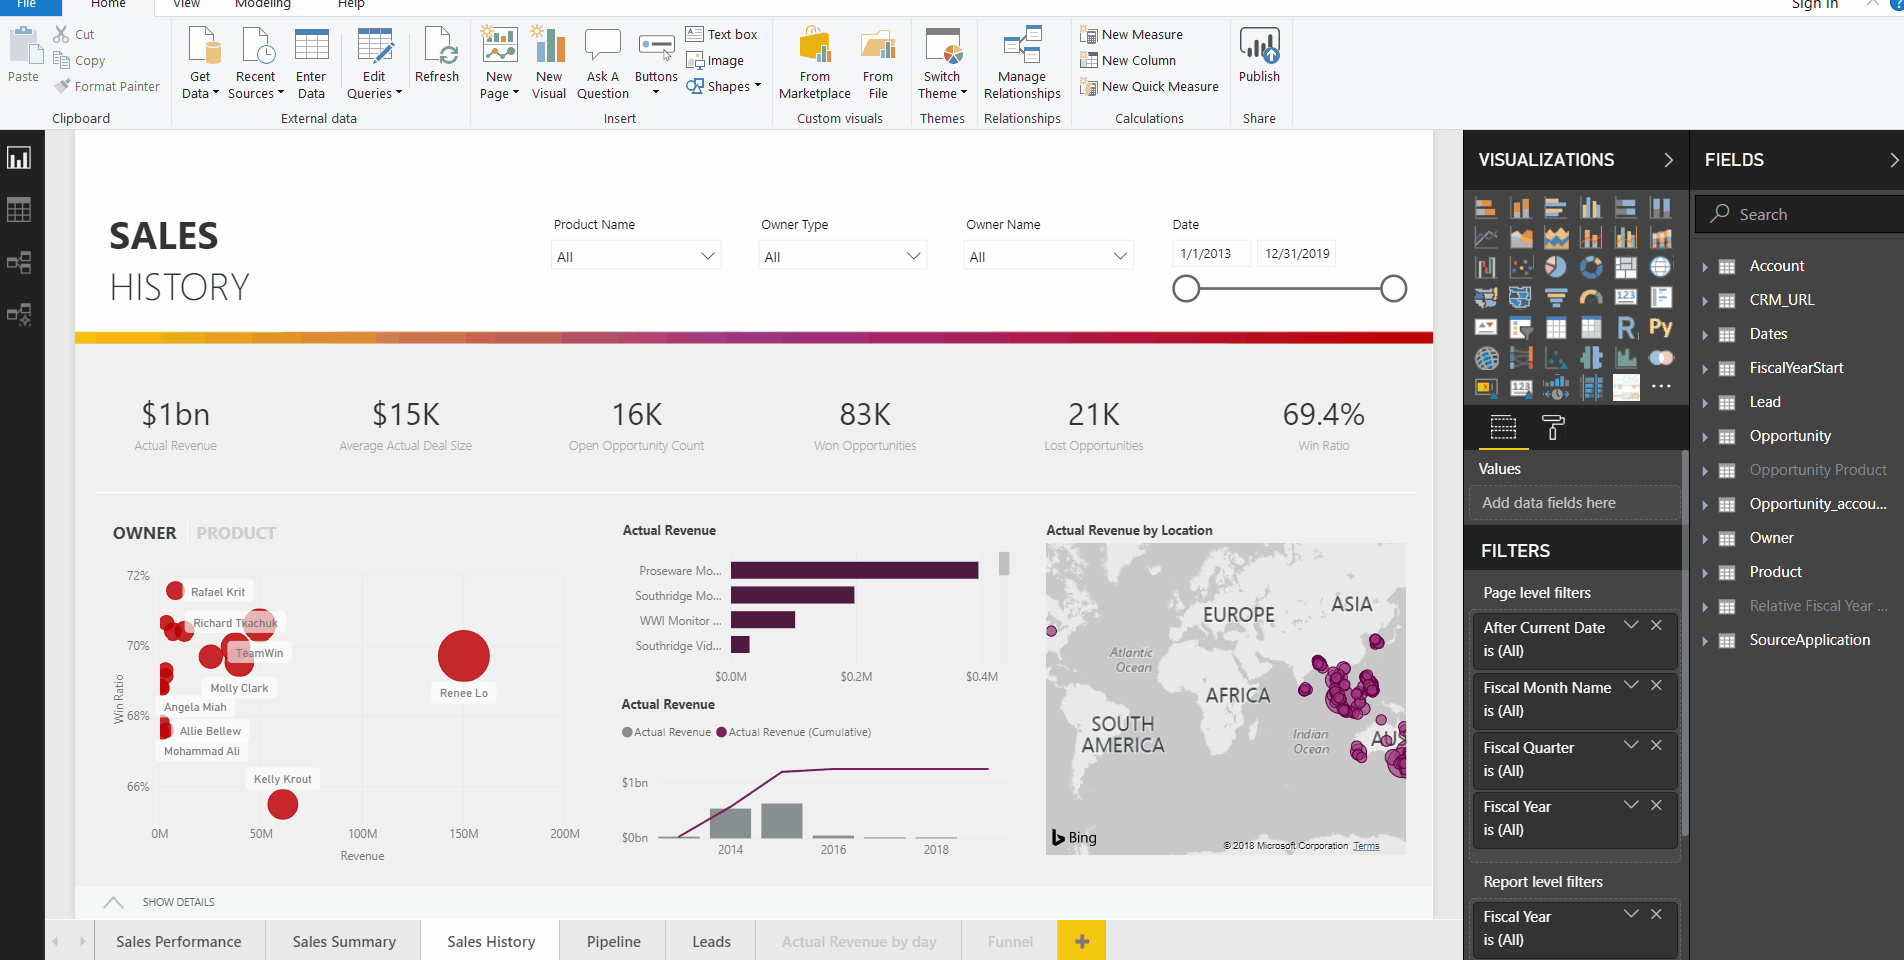 File
Home
View
Modeling
Help
Sign in
Paste
Cut
Copy
Format Painter
Clipboard
Get Data
Recent Sources
Enter Data
Edit Queries
Refresh
External data
New Page
New Visual
Ask A Question
Buttons
Text box
Image
Shapes
Insert
From Marketplace
From File
Custom visuals
Switch Theme
Themes
Manage Relationships
Relationships
New Measure
New Column
New Quick Measure
Calculations
Publish
Share
SALES
HISTORY
Product Name
All
Owner Type
All
Owner Name
All
Date
1/1/2013
12/31/2019
$1bn
Actual Revenue
$15K
Average Actual Deal Size
16K
Open Opportunity Count
83K
Won Opportunities
21K
Lost Opportunities
69.4%
Win Ratio
OWNER
PRODUCT
72%
70%
68%
66%
Win Ratio
Rafael Krit
Richard Tkachuk
TeamWin
Molly Clark
Angela Miah
Allie Bellew
Mohammad Ali
Kelly Krout
Renee Lo
0M
50M
100M
150M
200M
Revenue
Actual Revenue
Proseware Mo...
Southridge Mo...
WWI Monitor ...
Southridge Vid...
$0.0M
$0.2M
$0.4M
Actual Revenue
Actual Revenue
Actual Revenue (Cumulative)
$1bn
$0bn
2014
2016
2018
Actual Revenue by Location
EUROPE
ASIA
Atlantic
Ocean
AFRICA
SOUTH
AMERICA
Indian
Ocean
AUS
Bing
© 2018 Microsoft Corporation
Terms
SHOW DETAILS
Sales Performance
Sales Summary
Sales History
Pipeline
Leads
Actual Revenue by day
Funnel
VISUALIZATIONS
R
Py
123
123
Values
Add data fields here
FILTERS
Page level filters
After Current Date
is (All)
Fiscal Month Name
is (All)
Fiscal Quarter
is (All)
Fiscal Year
is (All)
Report level filters
Fiscal Year
is (All)
FIELDS
Search
Account
CRM_URL
Dates
FiscalYearStart
Lead
Opportunity
Opportunity Product
Opportunity_accou...
Owner
Product
Relative Fiscal Year ...
SourceApplication